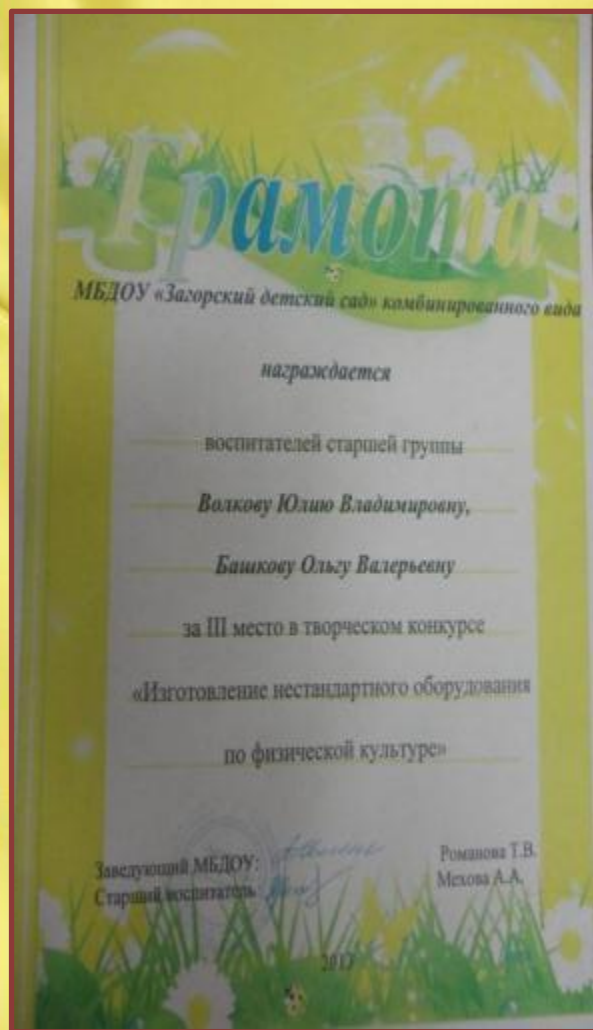 Грамота
МБДОУ «Загорский детский сад» комбинированного вида
награждается
воспитателей старшей группы
Волкову Юлию Владимировну,
Башкову Ольгу Валерьевну
за III место в творческом конкурсе
«Изготовление нестандартного оборудования
по физической культуре»
Заведующий МБДОУ: Романова Т.В.
Старший воспитатель Мехова А.А.